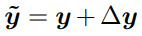 ỹ = y + Δy